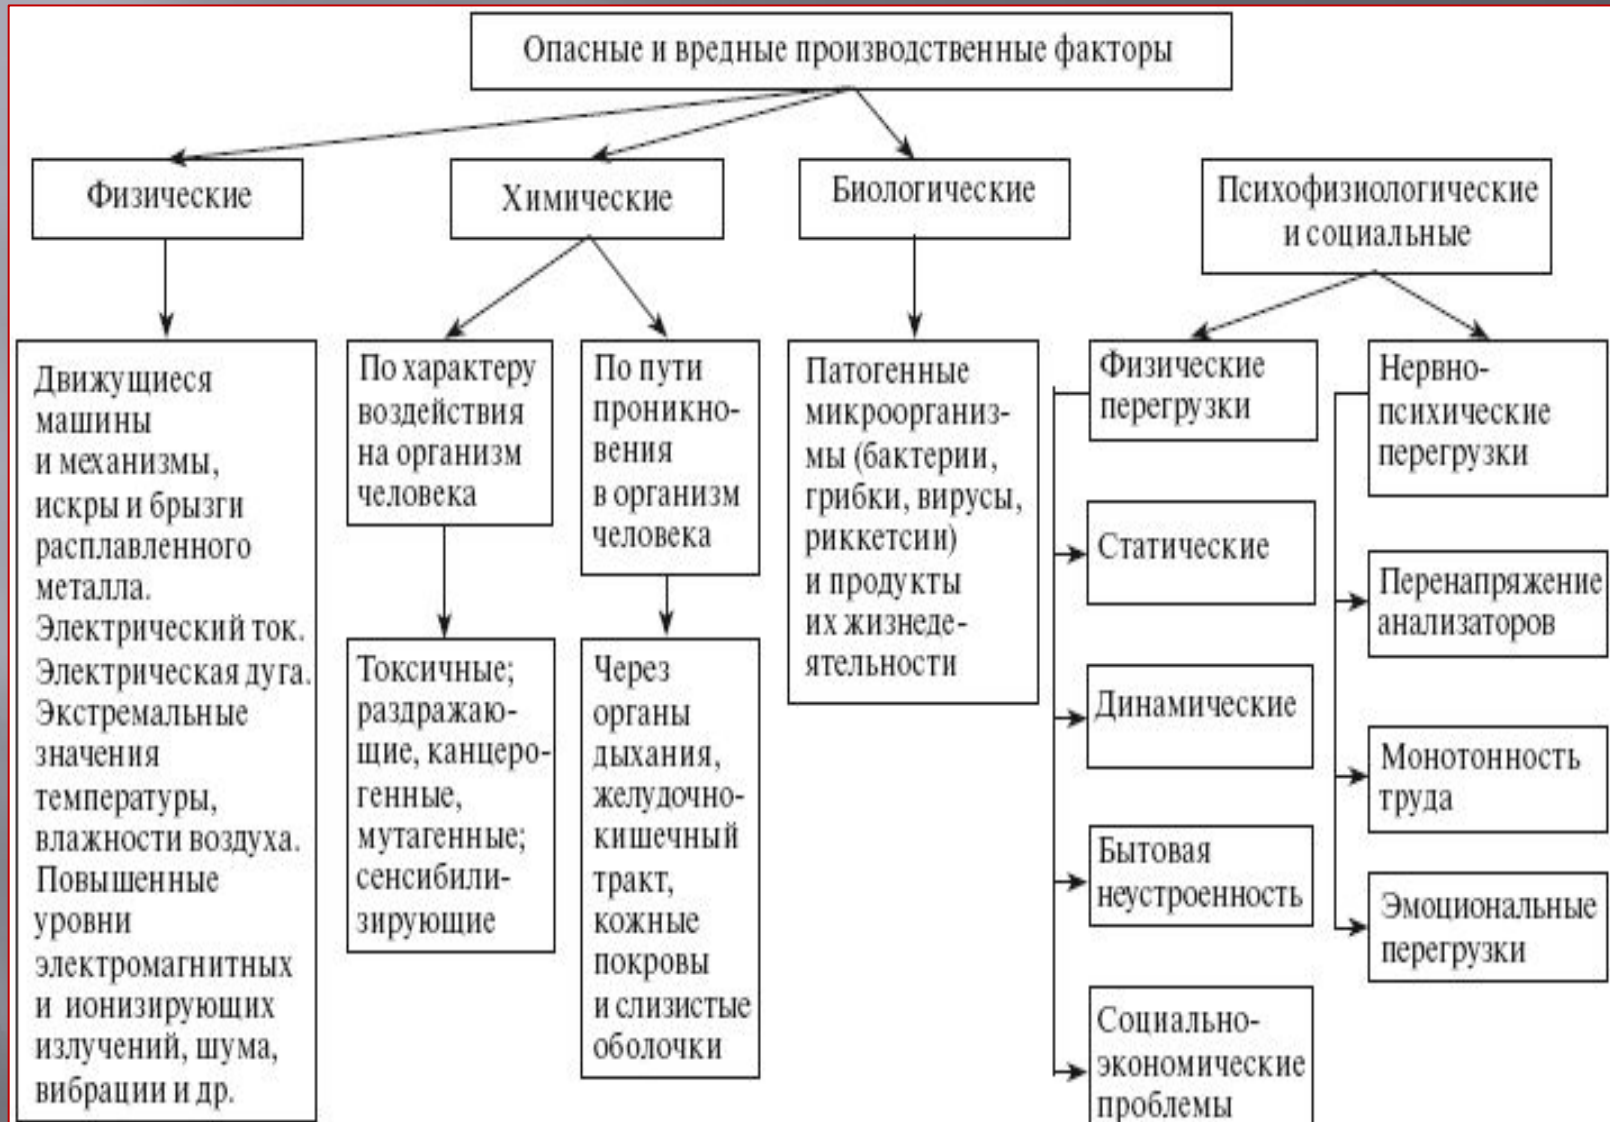 Опасные и вредные производственные факторы
Физические
Химические
Биологические
Психофизиологические
и социальные
Движущиеся
машины
и механизмы,
искры и брызги
расплавленного
металла.
Электрический ток.
Электрическая дуга.
Экстремальные
значения
температуры,
влажности воздуха.
Повышенные
уровни
электромагнитных
и ионизирующих
излучений, шума,
вибрации и др.
По характеру
воздействия
на организм
человека
Токсичные;
раздражаю-
щие, канцеро-
генные,
мутагенные;
сенсибили-
зирующие
По пути
проникно-
вения
в организм
человека
Через
органы
дыхания,
желудочно-
кишечный
тракт,
кожные
покровы
и слизистые
оболочки
Патогенные
микроорганиз-
мы (бактерии,
грибки, вирусы,
риккетсии)
и продукты
их жизнеде-
ятельности
Физические
перегрузки
Статические
Динамические
Бытовая
неустроенность
Социально-
экономические
проблемы
Нервно-
психические
перегрузки
Перенапряжение
анализаторов
Монотонность
труда
Эмоциональные
перегрузки